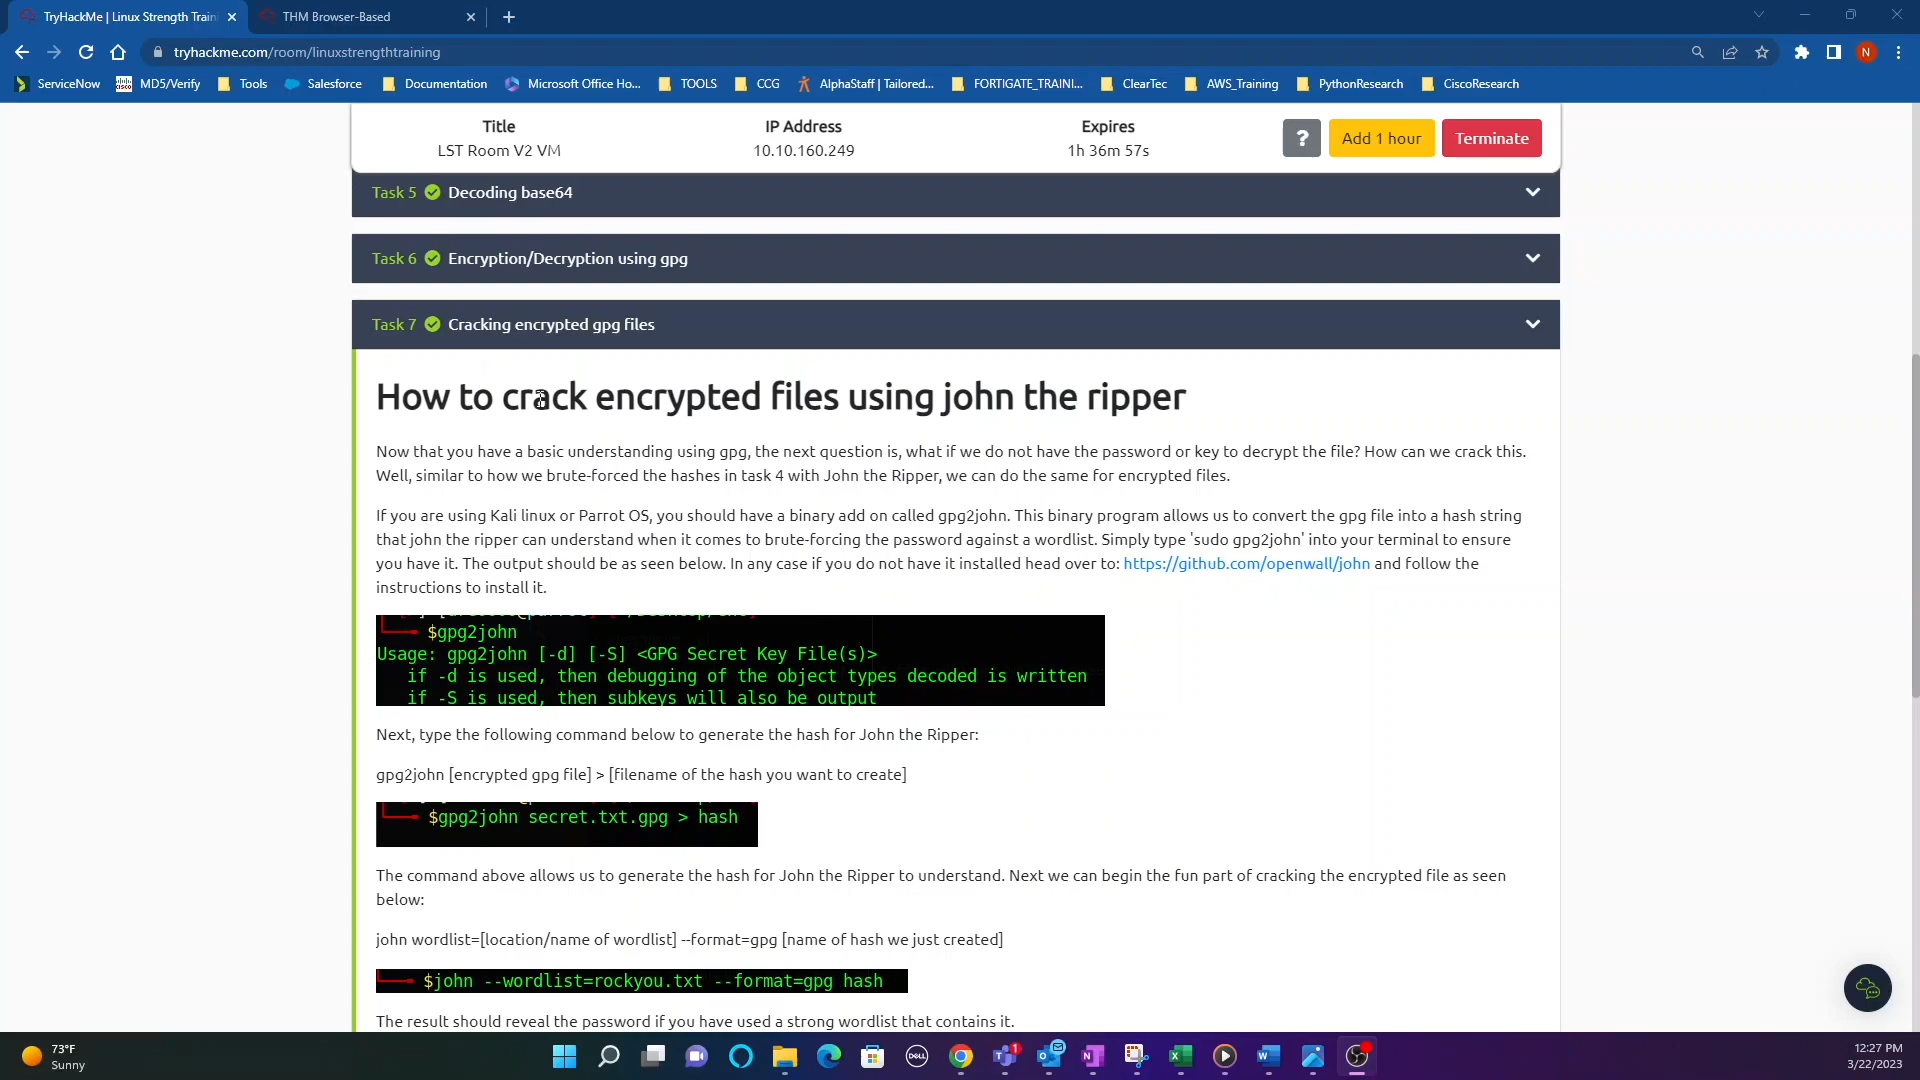 TryHackMe | Linux Strength Train
THM Browser-Based
tryhackme.com/room/linuxstrengthtraining
N
ServiceNow
MD5/Verify
Tools
Salesforce
Documentation
Microsoft Office Ho...
TOOLS
CCG
AlphaStaff | Tailored...
FORTIGATE_TRAINI...
ClearTec
AWS_Training
PythonResearch
CiscoResearch
Title
IP Address
Expires
LST Room V2 VM
10.10.160.249
1h 36m 57s
?
Add 1 hour
Terminate
Task 5 Decoding base64
Task 6 Encryption/Decryption using gpg
Task 7 Cracking encrypted gpg files
How to crack encrypted files using john the ripper
Now that you have a basic understanding using gpg, the next question is, what if we do not have the password or key to decrypt the file? How can we crack this.
Well, similar to how we brute-forced the hashes in task 4 with John the Ripper, we can do the same for encrypted files.
If you are using Kali linux or Parrot OS, you should have a binary add on called gpg2john. This binary program allows us to convert the gpg file into a hash string
that john the ripper can understand when it comes to brute-forcing the password against a wordlist. Simply type 'sudo gpg2john' into your terminal to ensure
you have it. The output should be as seen below. In any case if you do not have it installed head over to: https://github.com/openwall/john and follow the
instructions to install it.
$gpg2john
Usage: gpg2john [-d] [-S] <GPG Secret Key File(s)>
if -d is used, then debugging of the object types decoded is written
if -S is used, then subkeys will also be output
Next, type the following command below to generate the hash for John the Ripper:
gpg2john [encrypted gpg file] > [filename of the hash you want to create]
$gpg2john secret.txt.gpg > hash
The command above allows us to generate the hash for John the Ripper to understand. Next we can begin the fun part of cracking the encrypted file as seen
below:
john wordlist=[location/name of wordlist] --format=gpg [name of hash we just created]
$john --wordlist=rockyou.txt --format=gpg hash
The result should reveal the password if you have used a strong wordlist that contains it.
73°F
Sunny
DELL
1
12:27 PM
3/22/2023